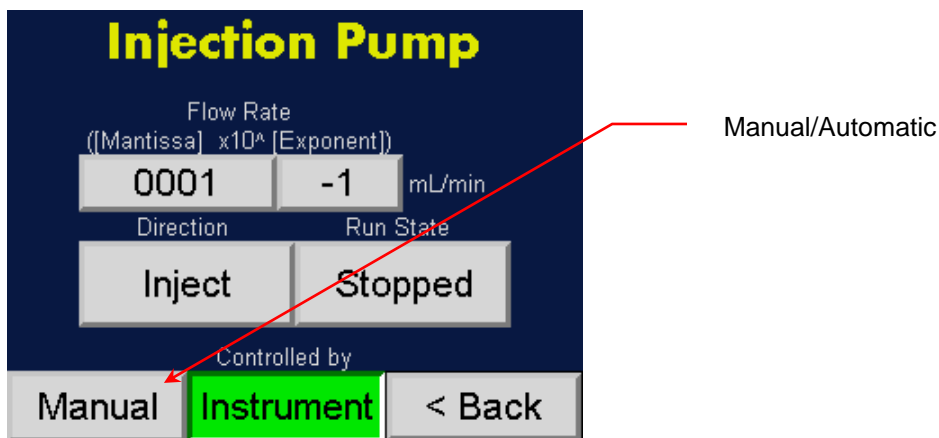 Injection Pump
Flow Rate
([Mantissa] x10^ [Exponent])
0001 -1 mL/min
Direction Run State
Inject Stopped
Controlled by
Manual Instrument < Back
Manual/Automatic